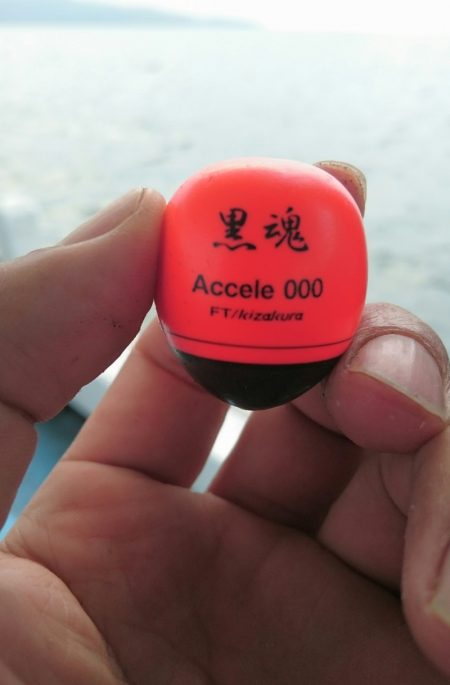 黒魂
Accele 000
FT/kizakura